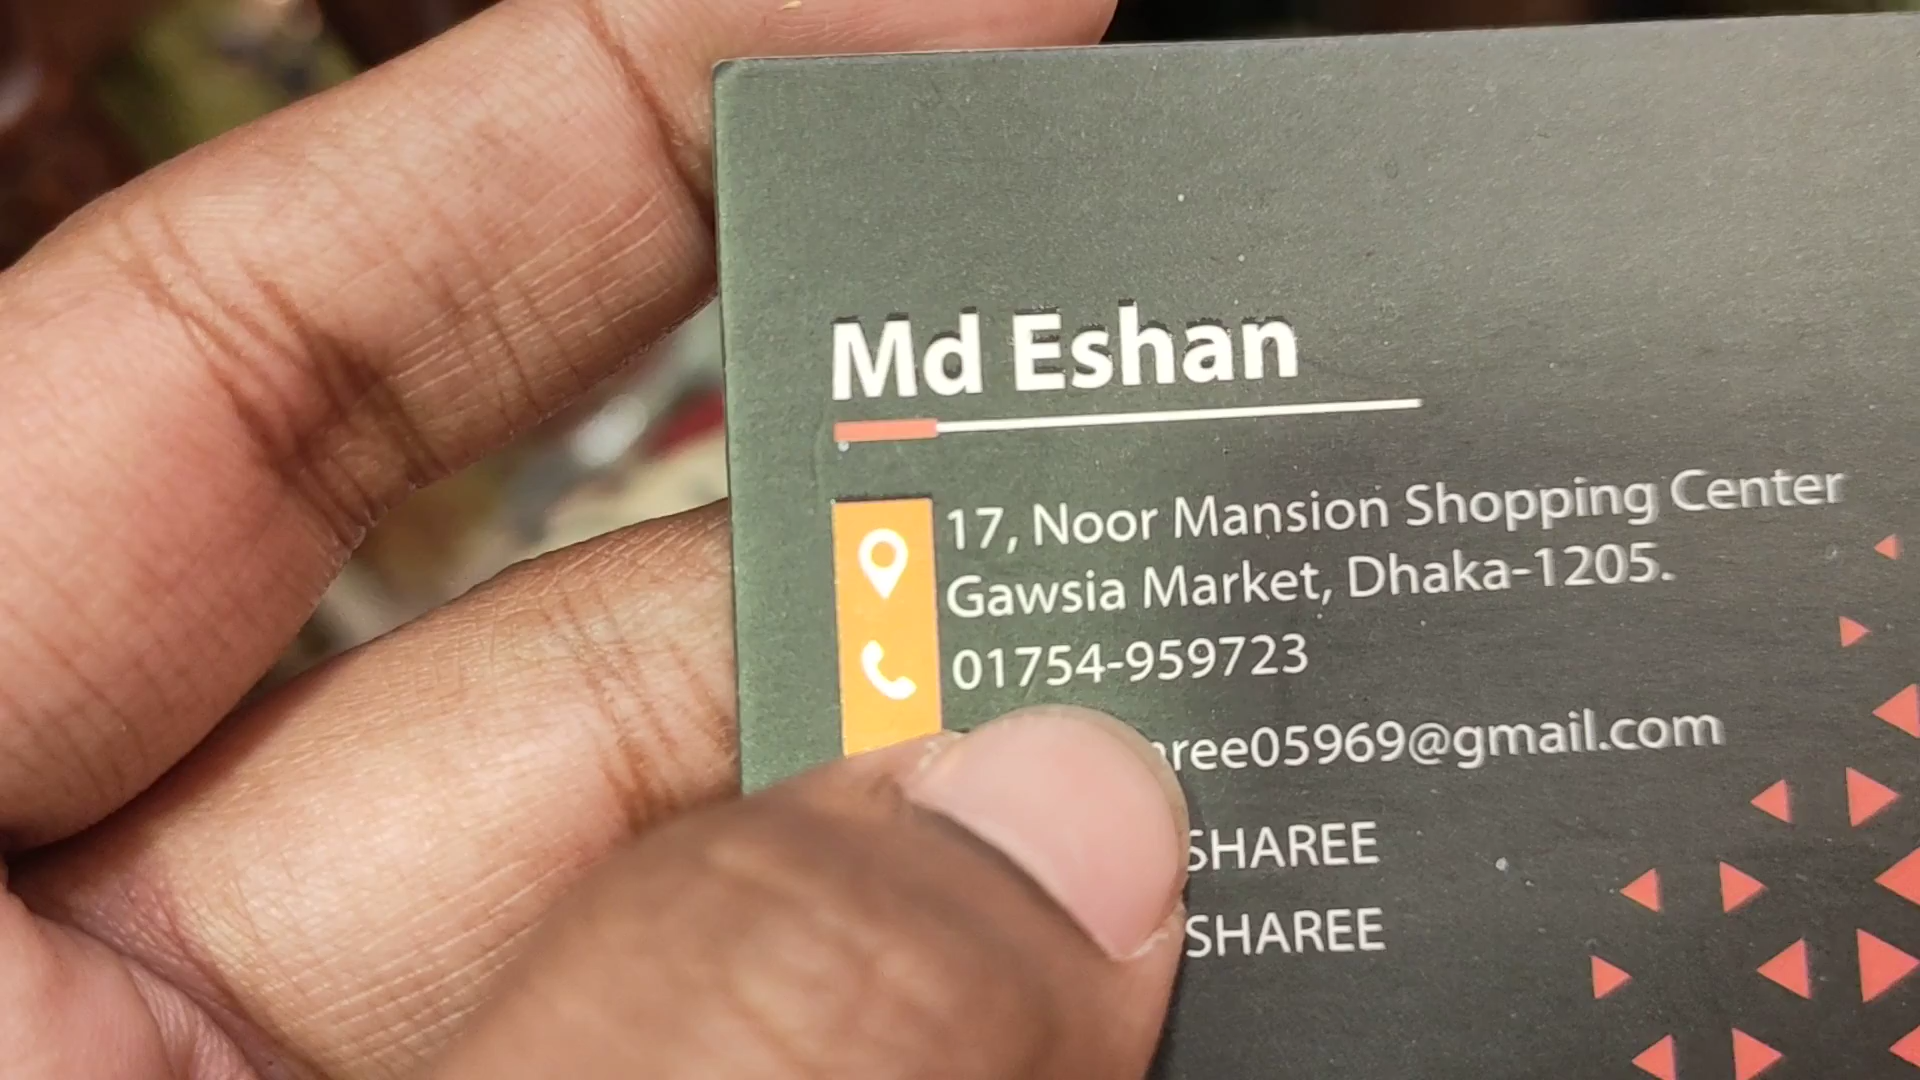 Md Eshan
17, Noor Mansion Shopping Center
Gawsia Market, Dhaka-1205.
01754-959723
ree05969@gmail.com
SHAREE
SHAREE